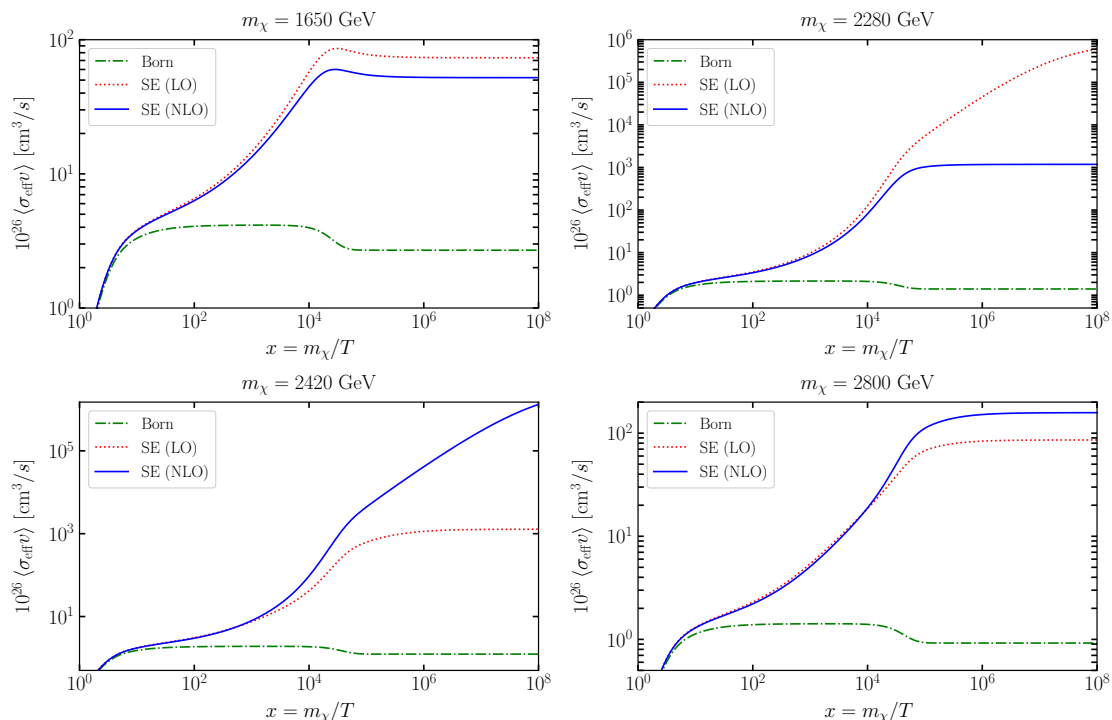 m_χ = 1650 GeV
10^26 ⟨σ_eff v⟩ [cm^3/s]
10^2
10^1
10^0
Born
SE (LO)
SE (NLO)
10^0 10^2 10^4 10^6 10^8
x = m_χ/T
m_χ = 2280 GeV
10^26 ⟨σ_eff v⟩ [cm^3/s]
10^6
10^5
10^4
10^3
10^2
10^1
10^0
Born
SE (LO)
SE (NLO)
10^0 10^2 10^4 10^6 10^8
x = m_χ/T
m_χ = 2420 GeV
10^26 ⟨σ_eff v⟩ [cm^3/s]
10^5
10^3
10^1
Born
SE (LO)
SE (NLO)
10^0 10^2 10^4 10^6 10^8
x = m_χ/T
m_χ = 2800 GeV
10^26 ⟨σ_eff v⟩ [cm^3/s]
10^2
10^1
10^0
Born
SE (LO)
SE (NLO)
10^0 10^2 10^4 10^6 10^8
x = m_χ/T